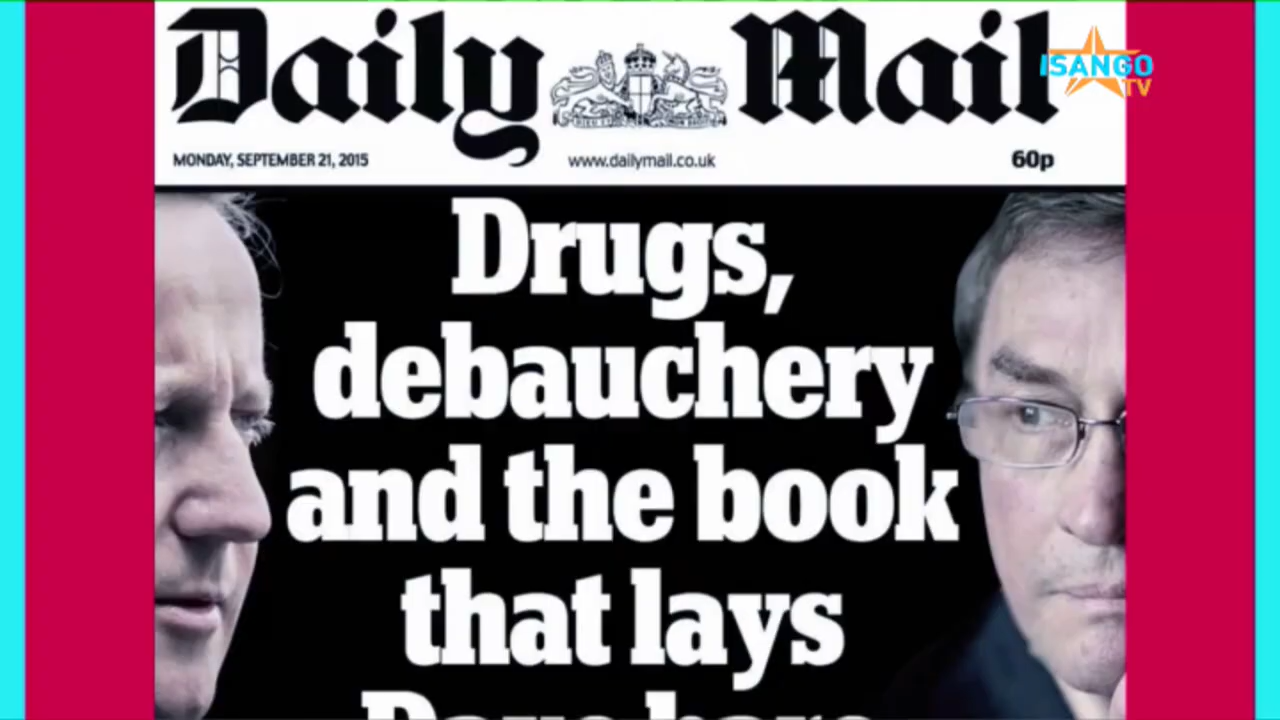 Daily Mail
ISANGO
TV
MONDAY, SEPTEMBER 21, 2015
www.dailymail.co.uk
60p
Drugs,
debauchery
and the book
that lays